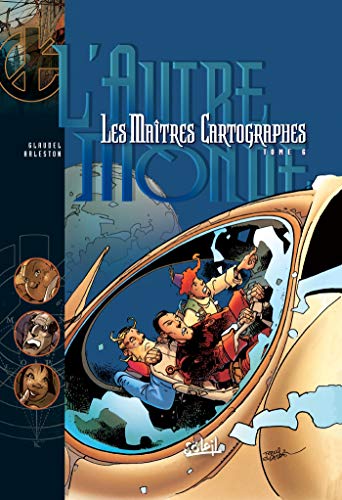 L'AUTRE
LES MAÎTRES CARTOGRAPHES
TOME 6
MONDE
GLAUDEL
ARLESTON
Soleil